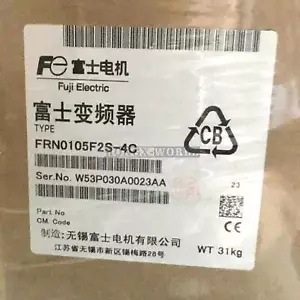 Fe 富士电机
Fuji Electric
富士变频器
TYPE
FRN0105F2S-4C
Ser.No. W53P030A0023AA
CB
23
Part No
CM. Code
制造:无锡富士电机有限公司
江苏省无锡市新区锡梅路28号
WT 31kg